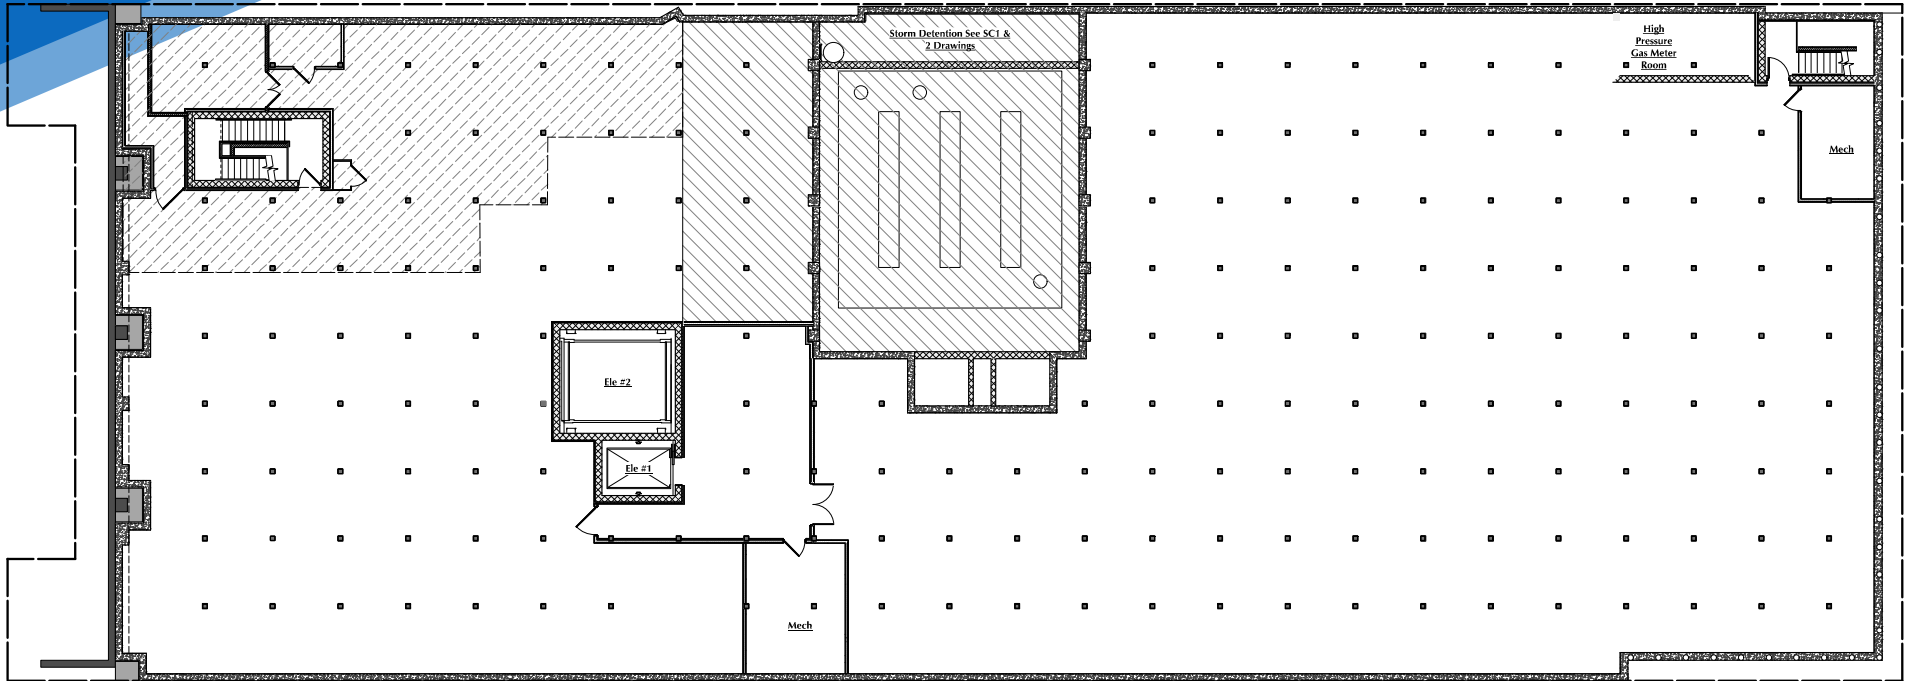 Storm Detention See SC1 &
2 Drawings
High
Pressure
Gas Meter
Room
Mech
Ele #2
Ele #1
Mech